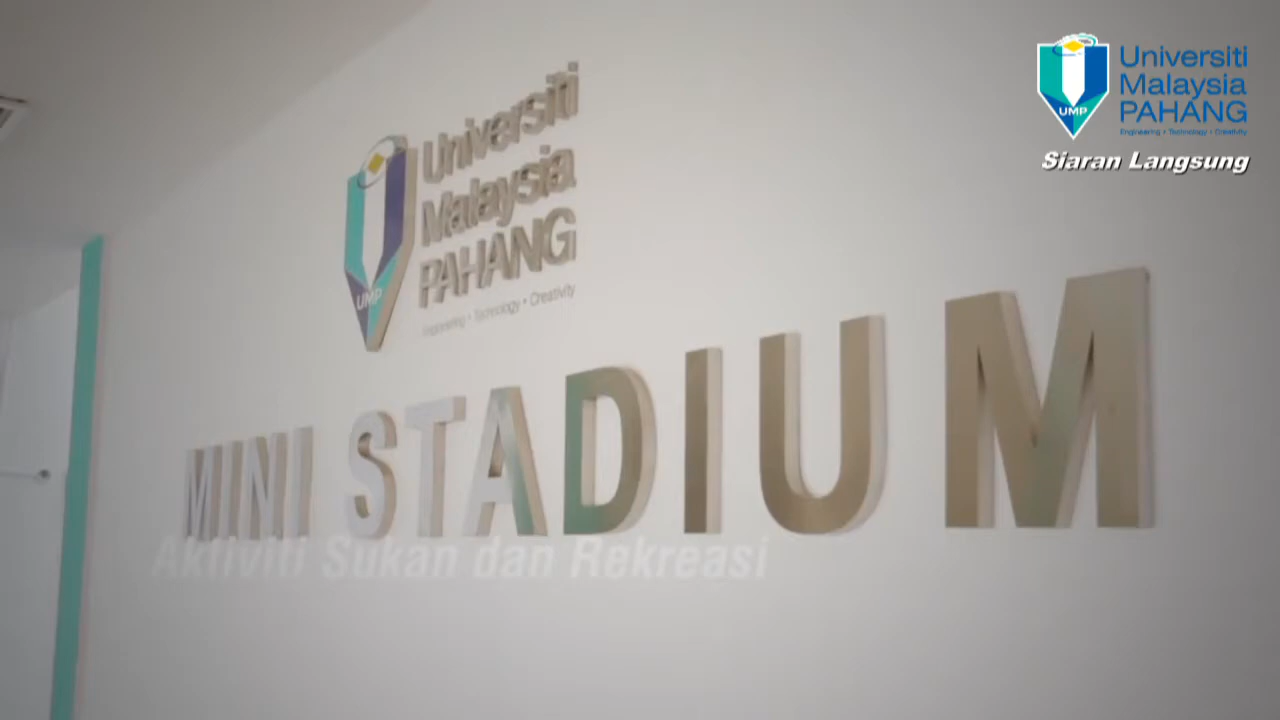 Universiti
Malaysia
PAHANG
Engineering • Technology • Creativity
UMP
MINI STADIUM
Aktiviti Sukan dan Rekreasi
Universiti
Malaysia
PAHANG
Engineering • Technology • Creativity
UMP
Siaran Langsung